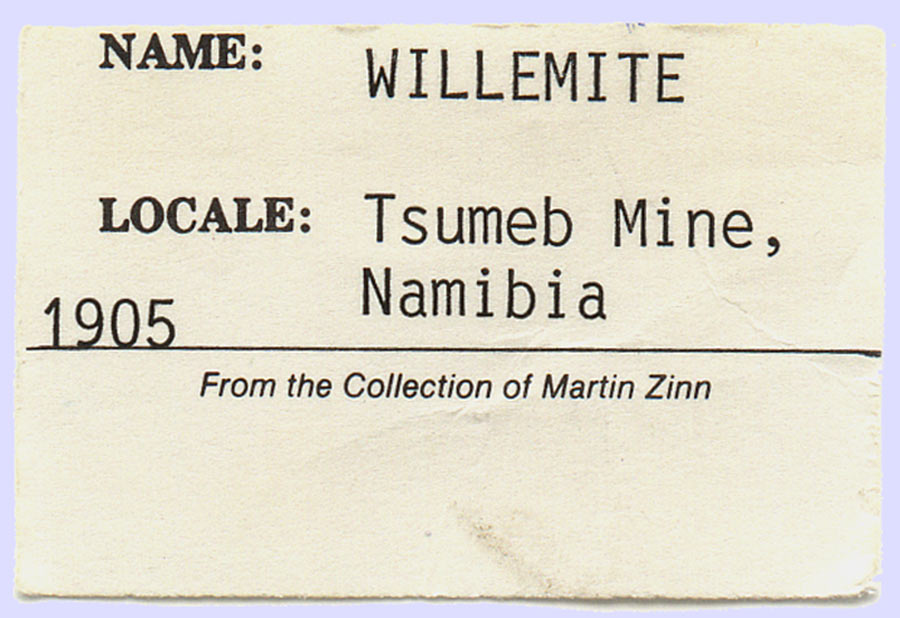 NAME: WILLEMITE
LOCALE: Tsumeb Mine,
Namibia
1905
From the Collection of Martin Zinn